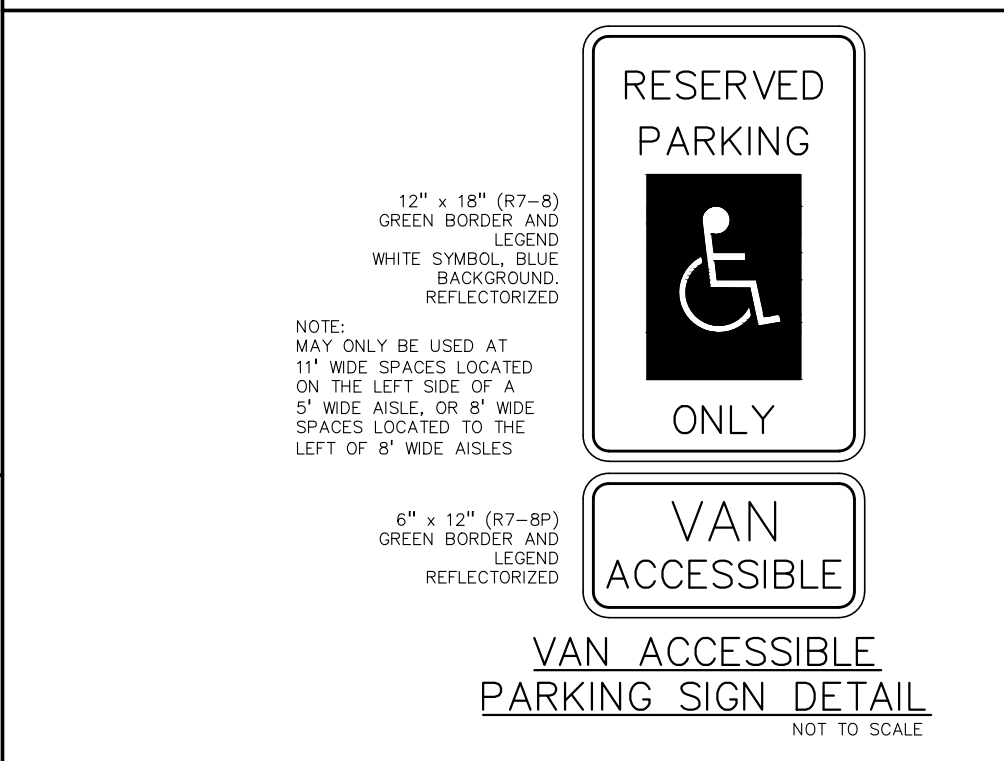 RESERVED
PARKING
12" x 18" (R7-8)
GREEN BORDER AND
LEGEND
WHITE SYMBOL, BLUE
BACKGROUND.
REFLECTORIZED
NOTE:
MAY ONLY BE USED AT
11' WIDE SPACES LOCATED
ON THE LEFT SIDE OF A
5' WIDE AISLE, OR 8' WIDE
SPACES LOCATED TO THE
LEFT OF 8' WIDE AISLES
ONLY
6" x 12" (R7-8P)
GREEN BORDER AND
LEGEND
REFLECTORIZED
VAN
ACCESSIBLE
VAN ACCESSIBLE
PARKING SIGN DETAIL
NOT TO SCALE